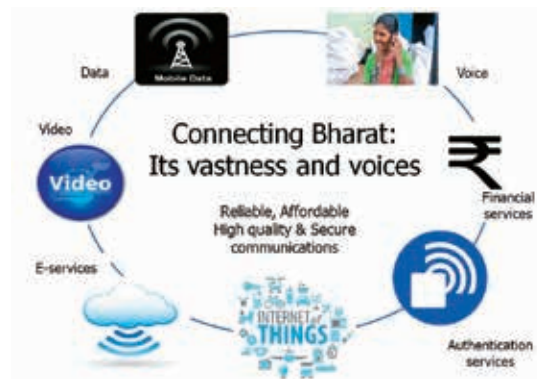 Data
Mobile Data
Voice
Video
Connecting Bharat:
Its vastness and voices
Video
₹
Financial
services
Reliable, Affordable
High quality & Secure
communications
E-services
INTERNET of
THINGS
Authentication
services